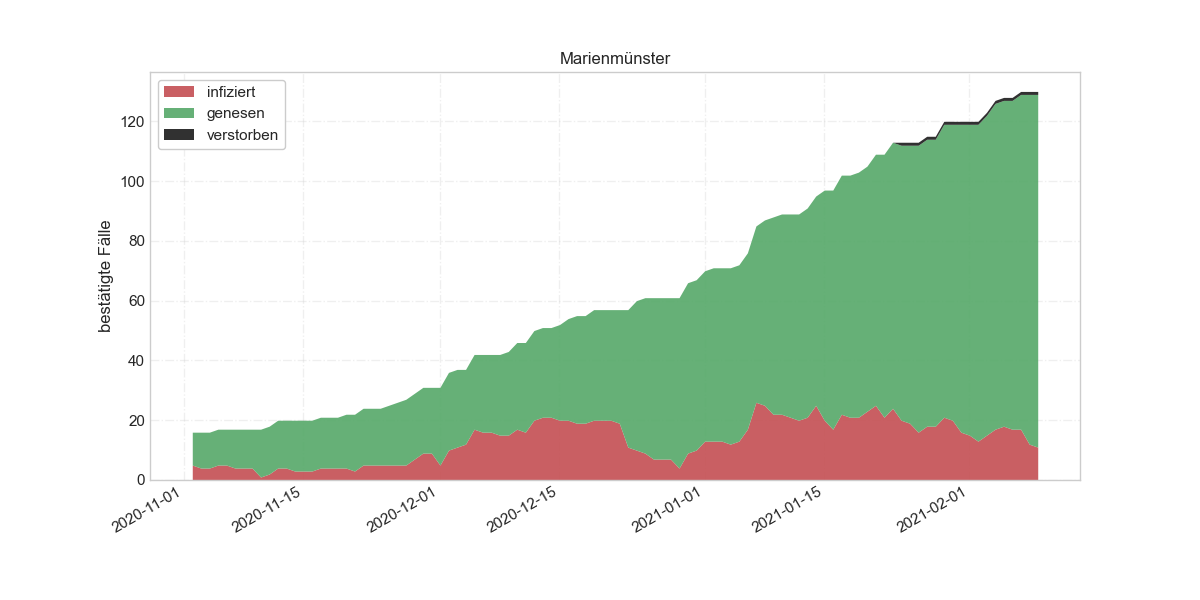 Marienmünster
infiziert
genesen
verstorben
bestätigte Fälle
120
100
80
60
40
20
0
2020-11-01
2020-11-15
2020-12-01
2020-12-15
2021-01-01
2021-01-15
2021-02-01